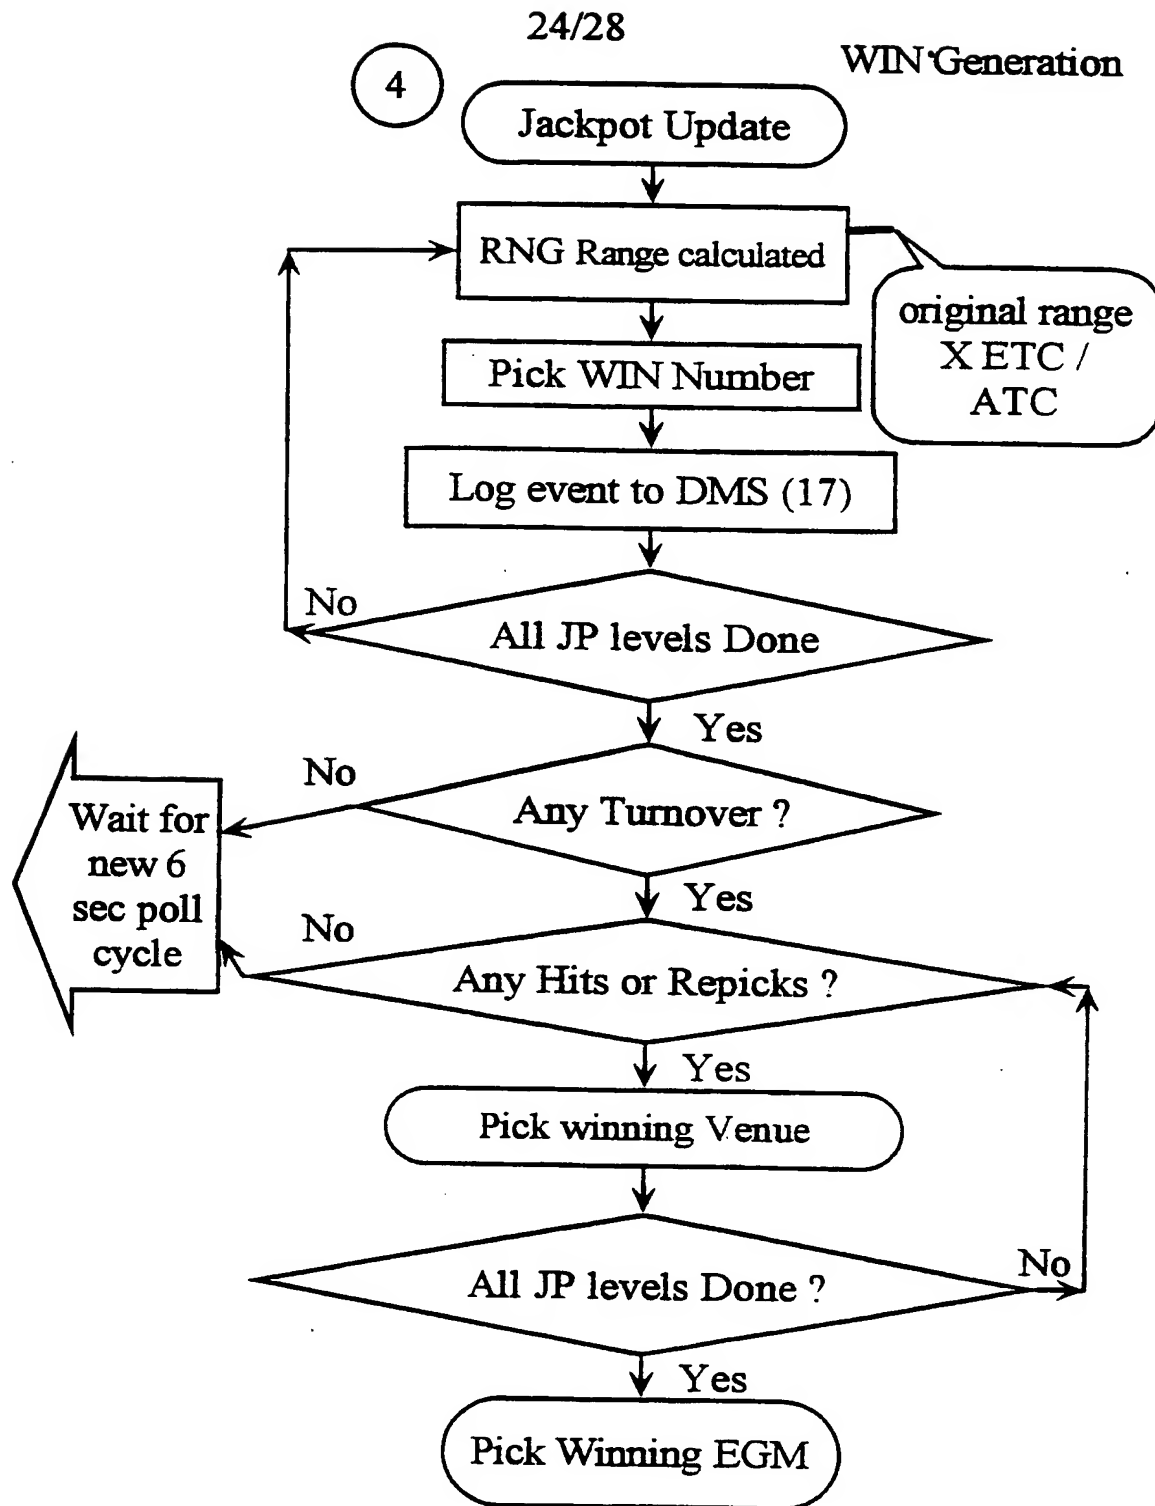 24/28
WIN Generation
4
Jackpot Update
RNG Range calculated
original range
X ETC /
ATC
Pick WIN Number
Log event to DMS (17)
No
All JP levels Done
Yes
No
Any Turnover ?
Wait for
new 6
sec poll
cycle
Yes
No
Any Hits or Repicks ?
Yes
Pick winning Venue
All JP levels Done ?
No
Yes
Pick Winning EGM